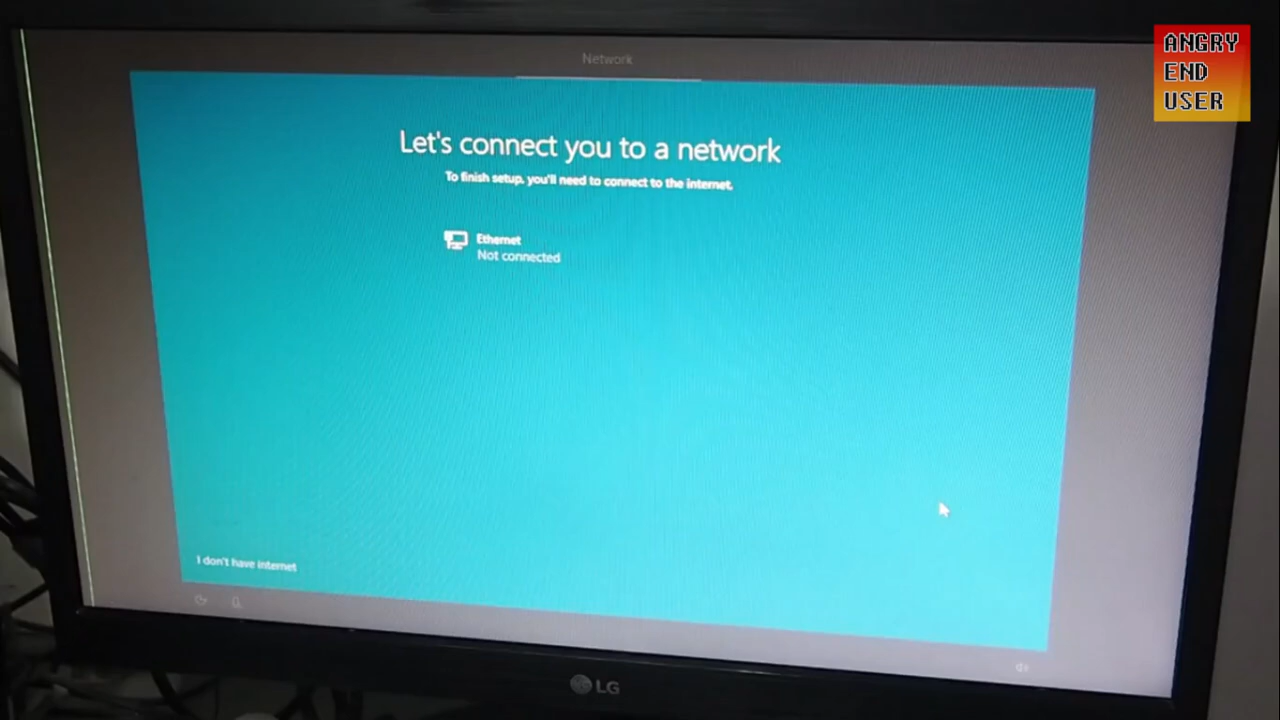 Network
ANGRY
END
USER
Let's connect you to a network
To finish setup, you'll need to connect to the internet.
Ethernet
Not connected
I don't have internet
LG